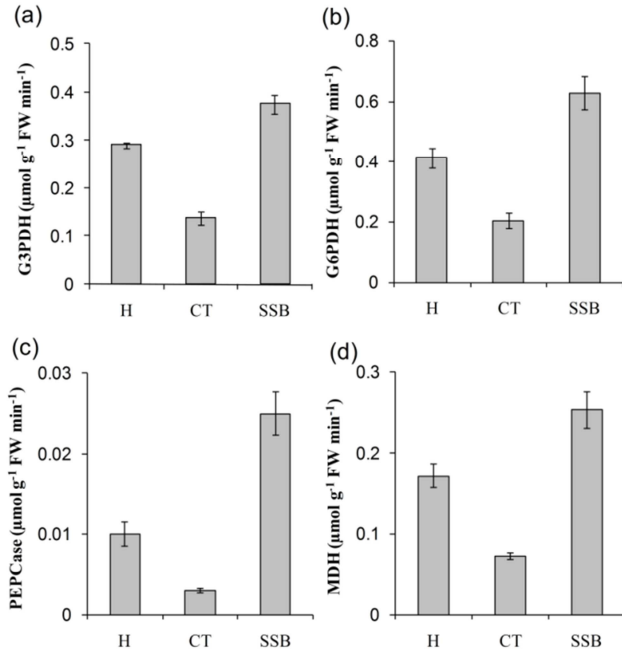 (a)
G3PDH (µmol g⁻¹ FW min⁻¹)
0.5
0.4
0.3
0.2
0.1
0
H CT SSB
(b)
G6PDH (µmol g⁻¹ FW min⁻¹)
0.8
0.6
0.4
0.2
0
H CT SSB
(c)
PEPCase (µmol g⁻¹ FW min⁻¹)
0.03
0.02
0.01
0
H CT SSB
(d)
MDH (µmol g⁻¹ FW min⁻¹)
0.3
0.2
0.1
0
H CT SSB